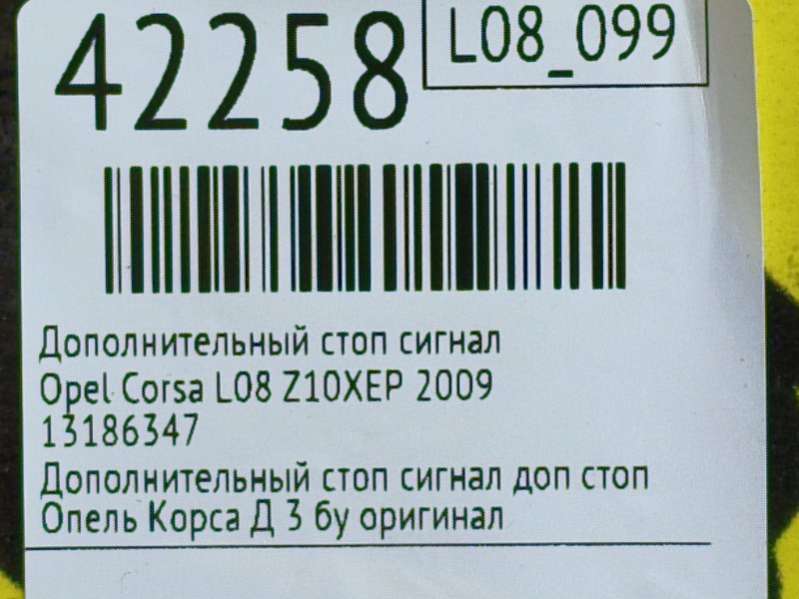 42258
L08_099
Дополнительный стоп сигнал
Opel Corsa L08 Z10XEP 2009
13186347
Дополнительный стоп сигнал доп стоп
Опель Корса Д 3 бу оригинал